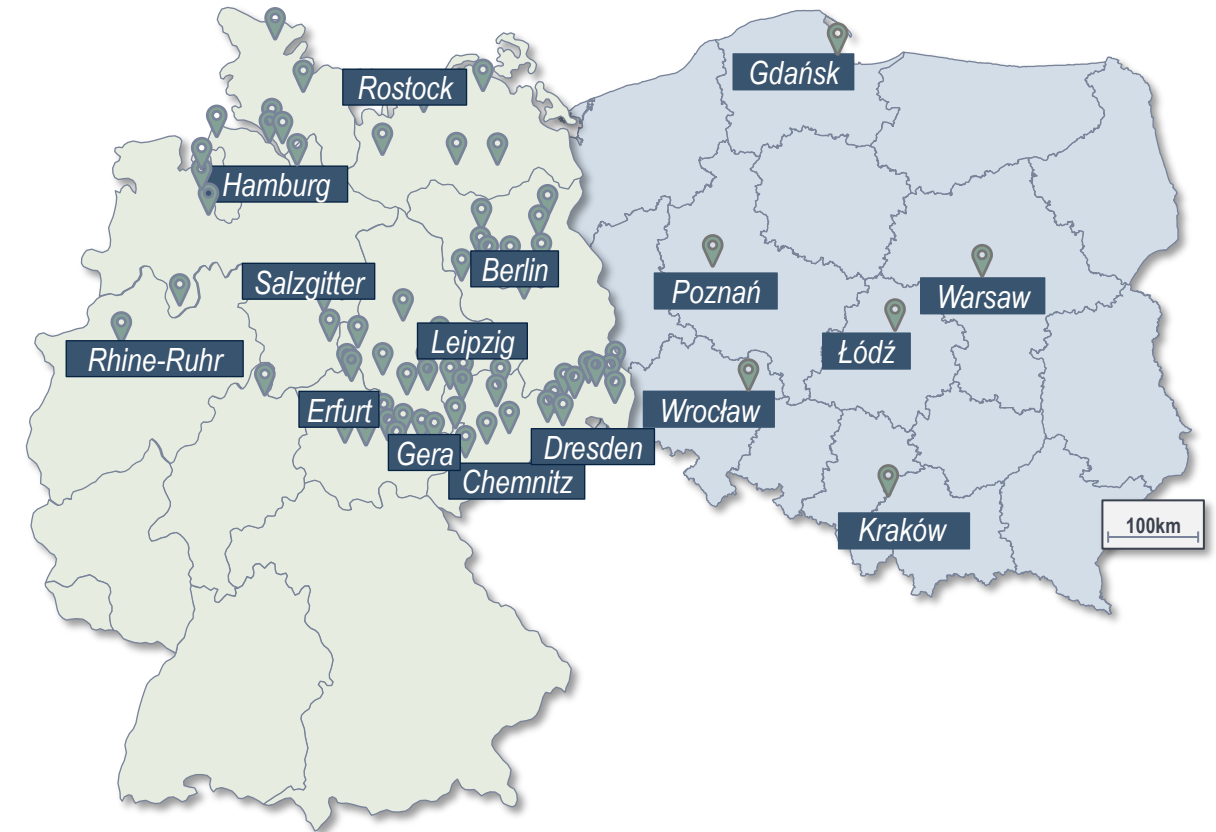 Gdańsk
Rostock
Hamburg
Berlin
Salzgitter
Poznań
Warsaw
Leipzig
Łódź
Rhine-Ruhr
Erfurt
Wrocław
Dresden
Gera
Chemnitz
Kraków
100km